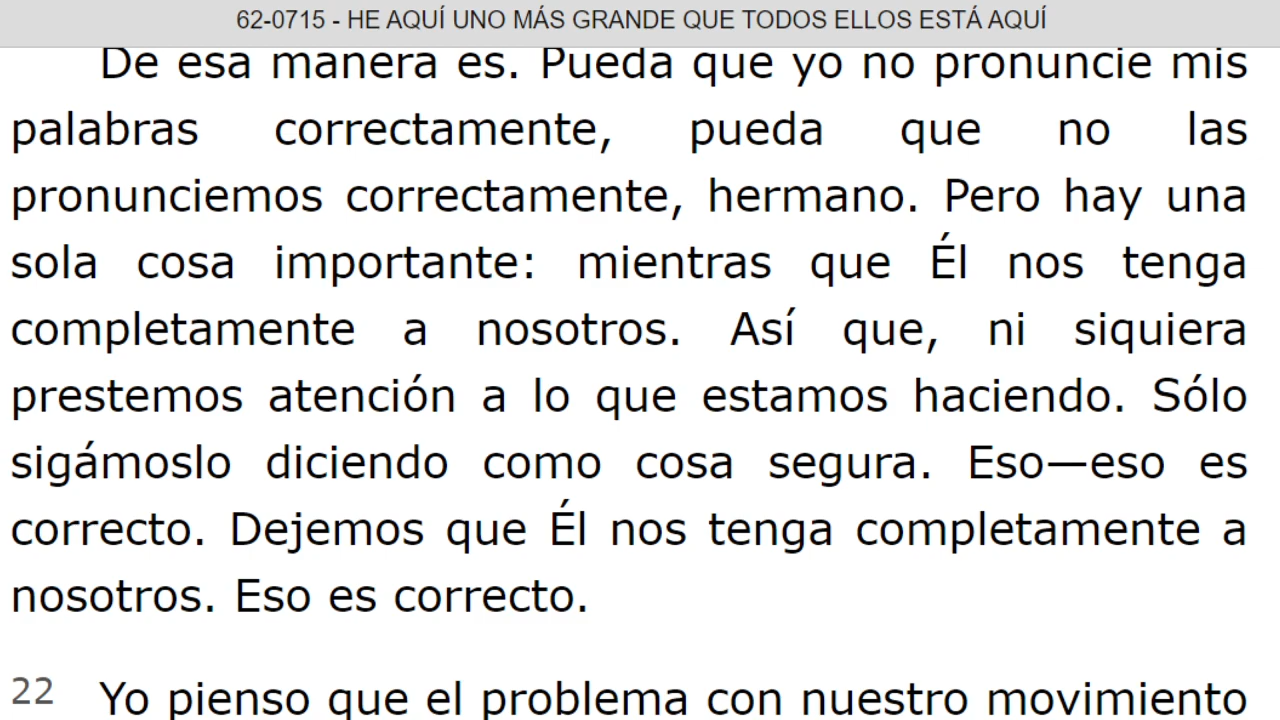 62-0715 - HE AQUÍ UNO MÁS GRANDE QUE TODOS ELLOS ESTÁ AQUÍ
De esa manera es. Pueda que yo no pronuncie mis
palabras correctamente, pueda que no las
pronunciemos correctamente, hermano. Pero hay una
sola cosa importante: mientras que Él nos tenga
completamente a nosotros. Así que, ni siquiera
prestemos atención a lo que estamos haciendo. Sólo
sigámoslo diciendo como cosa segura. Eso—eso es
correcto. Dejemos que Él nos tenga completamente a
nosotros. Eso es correcto.
22 Yo pienso que el problema con nuestro movimiento